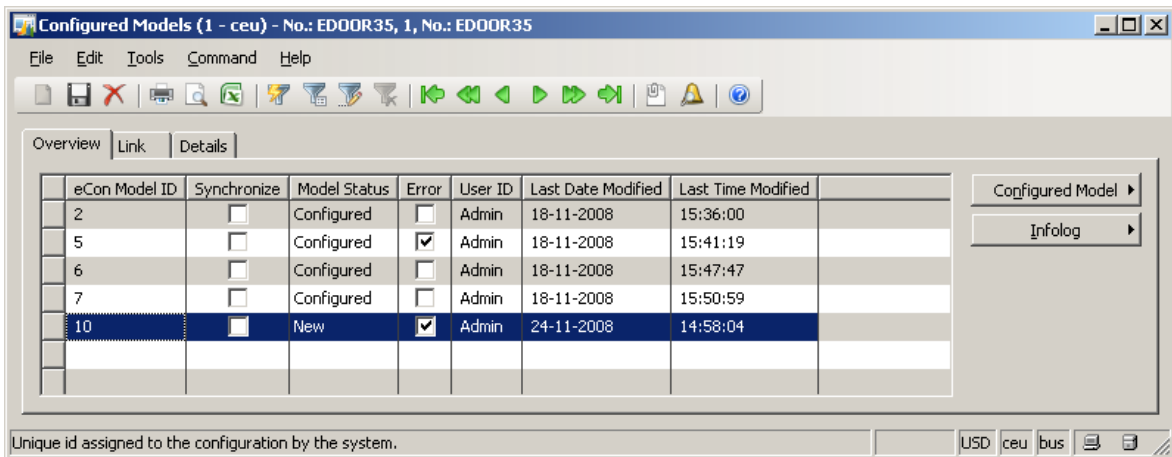 Configured Models (1 - ceu) - No.: EDOOR35, 1, No.: EDOOR35
File Edit Tools Command Help
Overview Link Details
eCon Model ID Synchronize Model Status Error User ID Last Date Modified Last Time Modified
Configured Model
2 Configured Admin 18-11-2008 15:36:00
5 Configured Admin 18-11-2008 15:41:19
Infolog
6 Configured Admin 18-11-2008 15:47:47
7 Configured Admin 18-11-2008 15:50:59
10 New Admin 24-11-2008 14:58:04
Unique id assigned to the configuration by the system. USD ceu bus